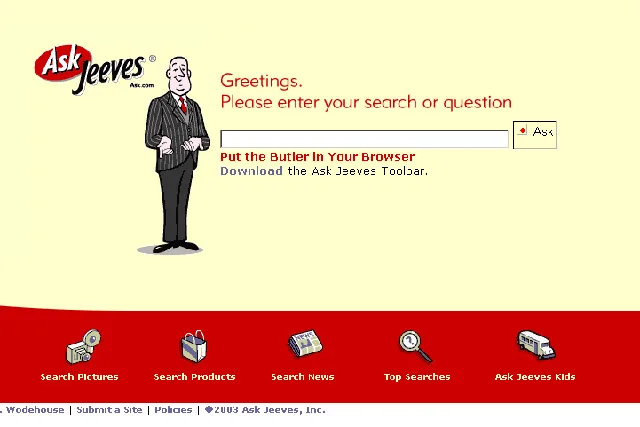 Ask Jeeves®
Ask.com
Greetings.
Please enter your search or question
Ask
Put the Butler in Your Browser
Download the Ask Jeeves Toolbar.
Search Pictures
Search Products
Search News
Top Searches
Ask Jeeves Kids
. Wodehouse | Submit a Site | Policies | �2003 Ask Jeeves, Inc.